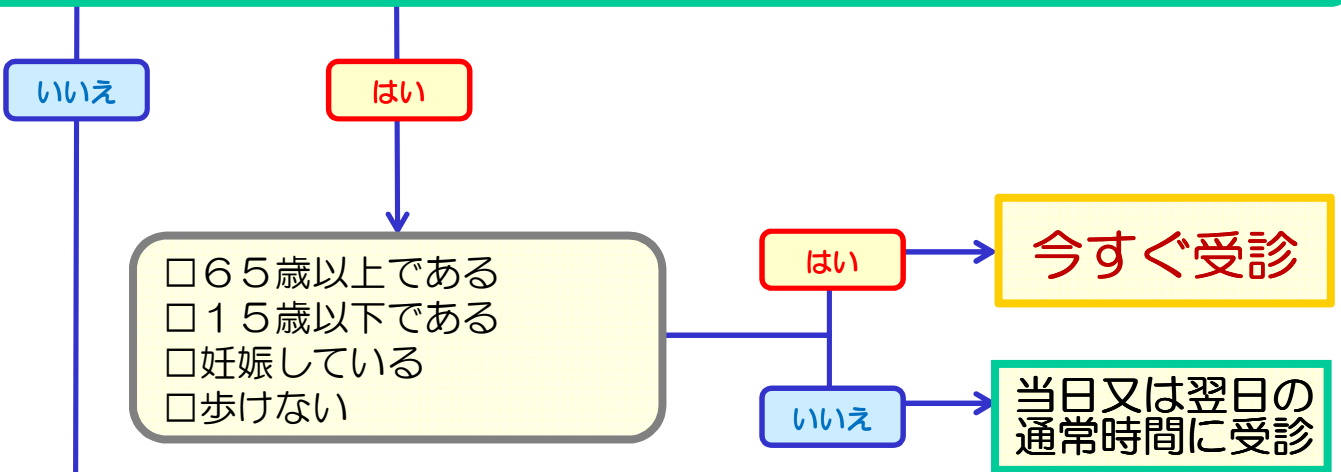 いいえ
はい
□６５歳以上である
□１５歳以下である
□妊娠している
□歩けない
はい
今すぐ受診
いいえ
当日又は翌日の
通常時間に受診